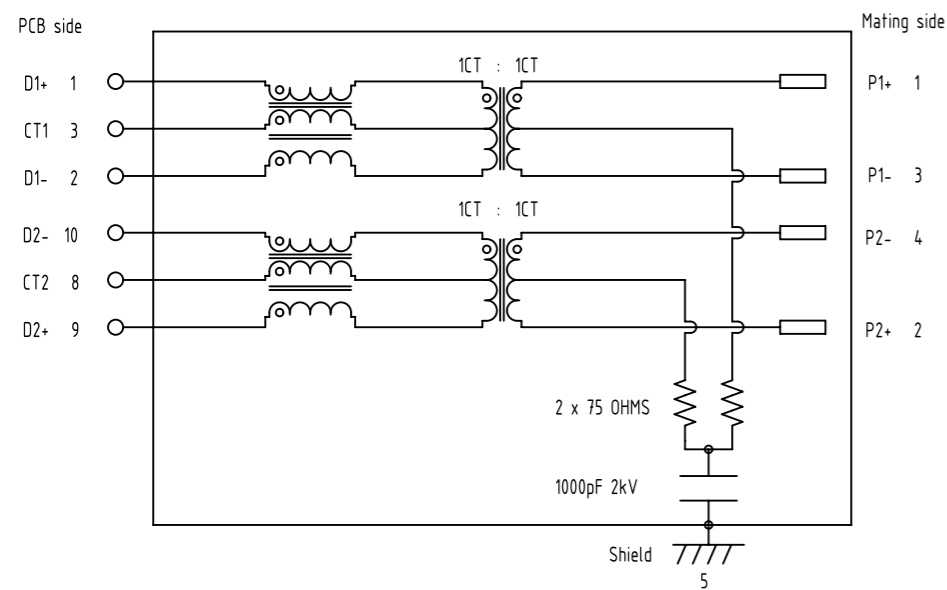 PCB side
Mating side
1CT : 1CT
D1+ 1
P1+ 1
CT1 3
D1- 2
P1- 3
1CT : 1CT
D2- 10
P2- 4
CT2 8
D2+ 9
P2+ 2
2 x 75 OHMS
1000pF 2kV
Shield
5